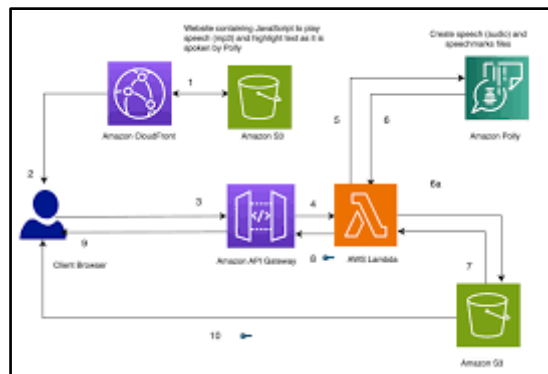 Website containing JavaScript to play
speech (mp3) and highlight text as it is
spoken by Polly
Create speech (audio) and
speechmarks files
1
Amazon CloudFront
Amazon S3
5
6
Amazon Polly
2
3
4
6a
9
8
7
Client Browser
Amazon API Gateway
AWS Lambda
10
Amazon S3